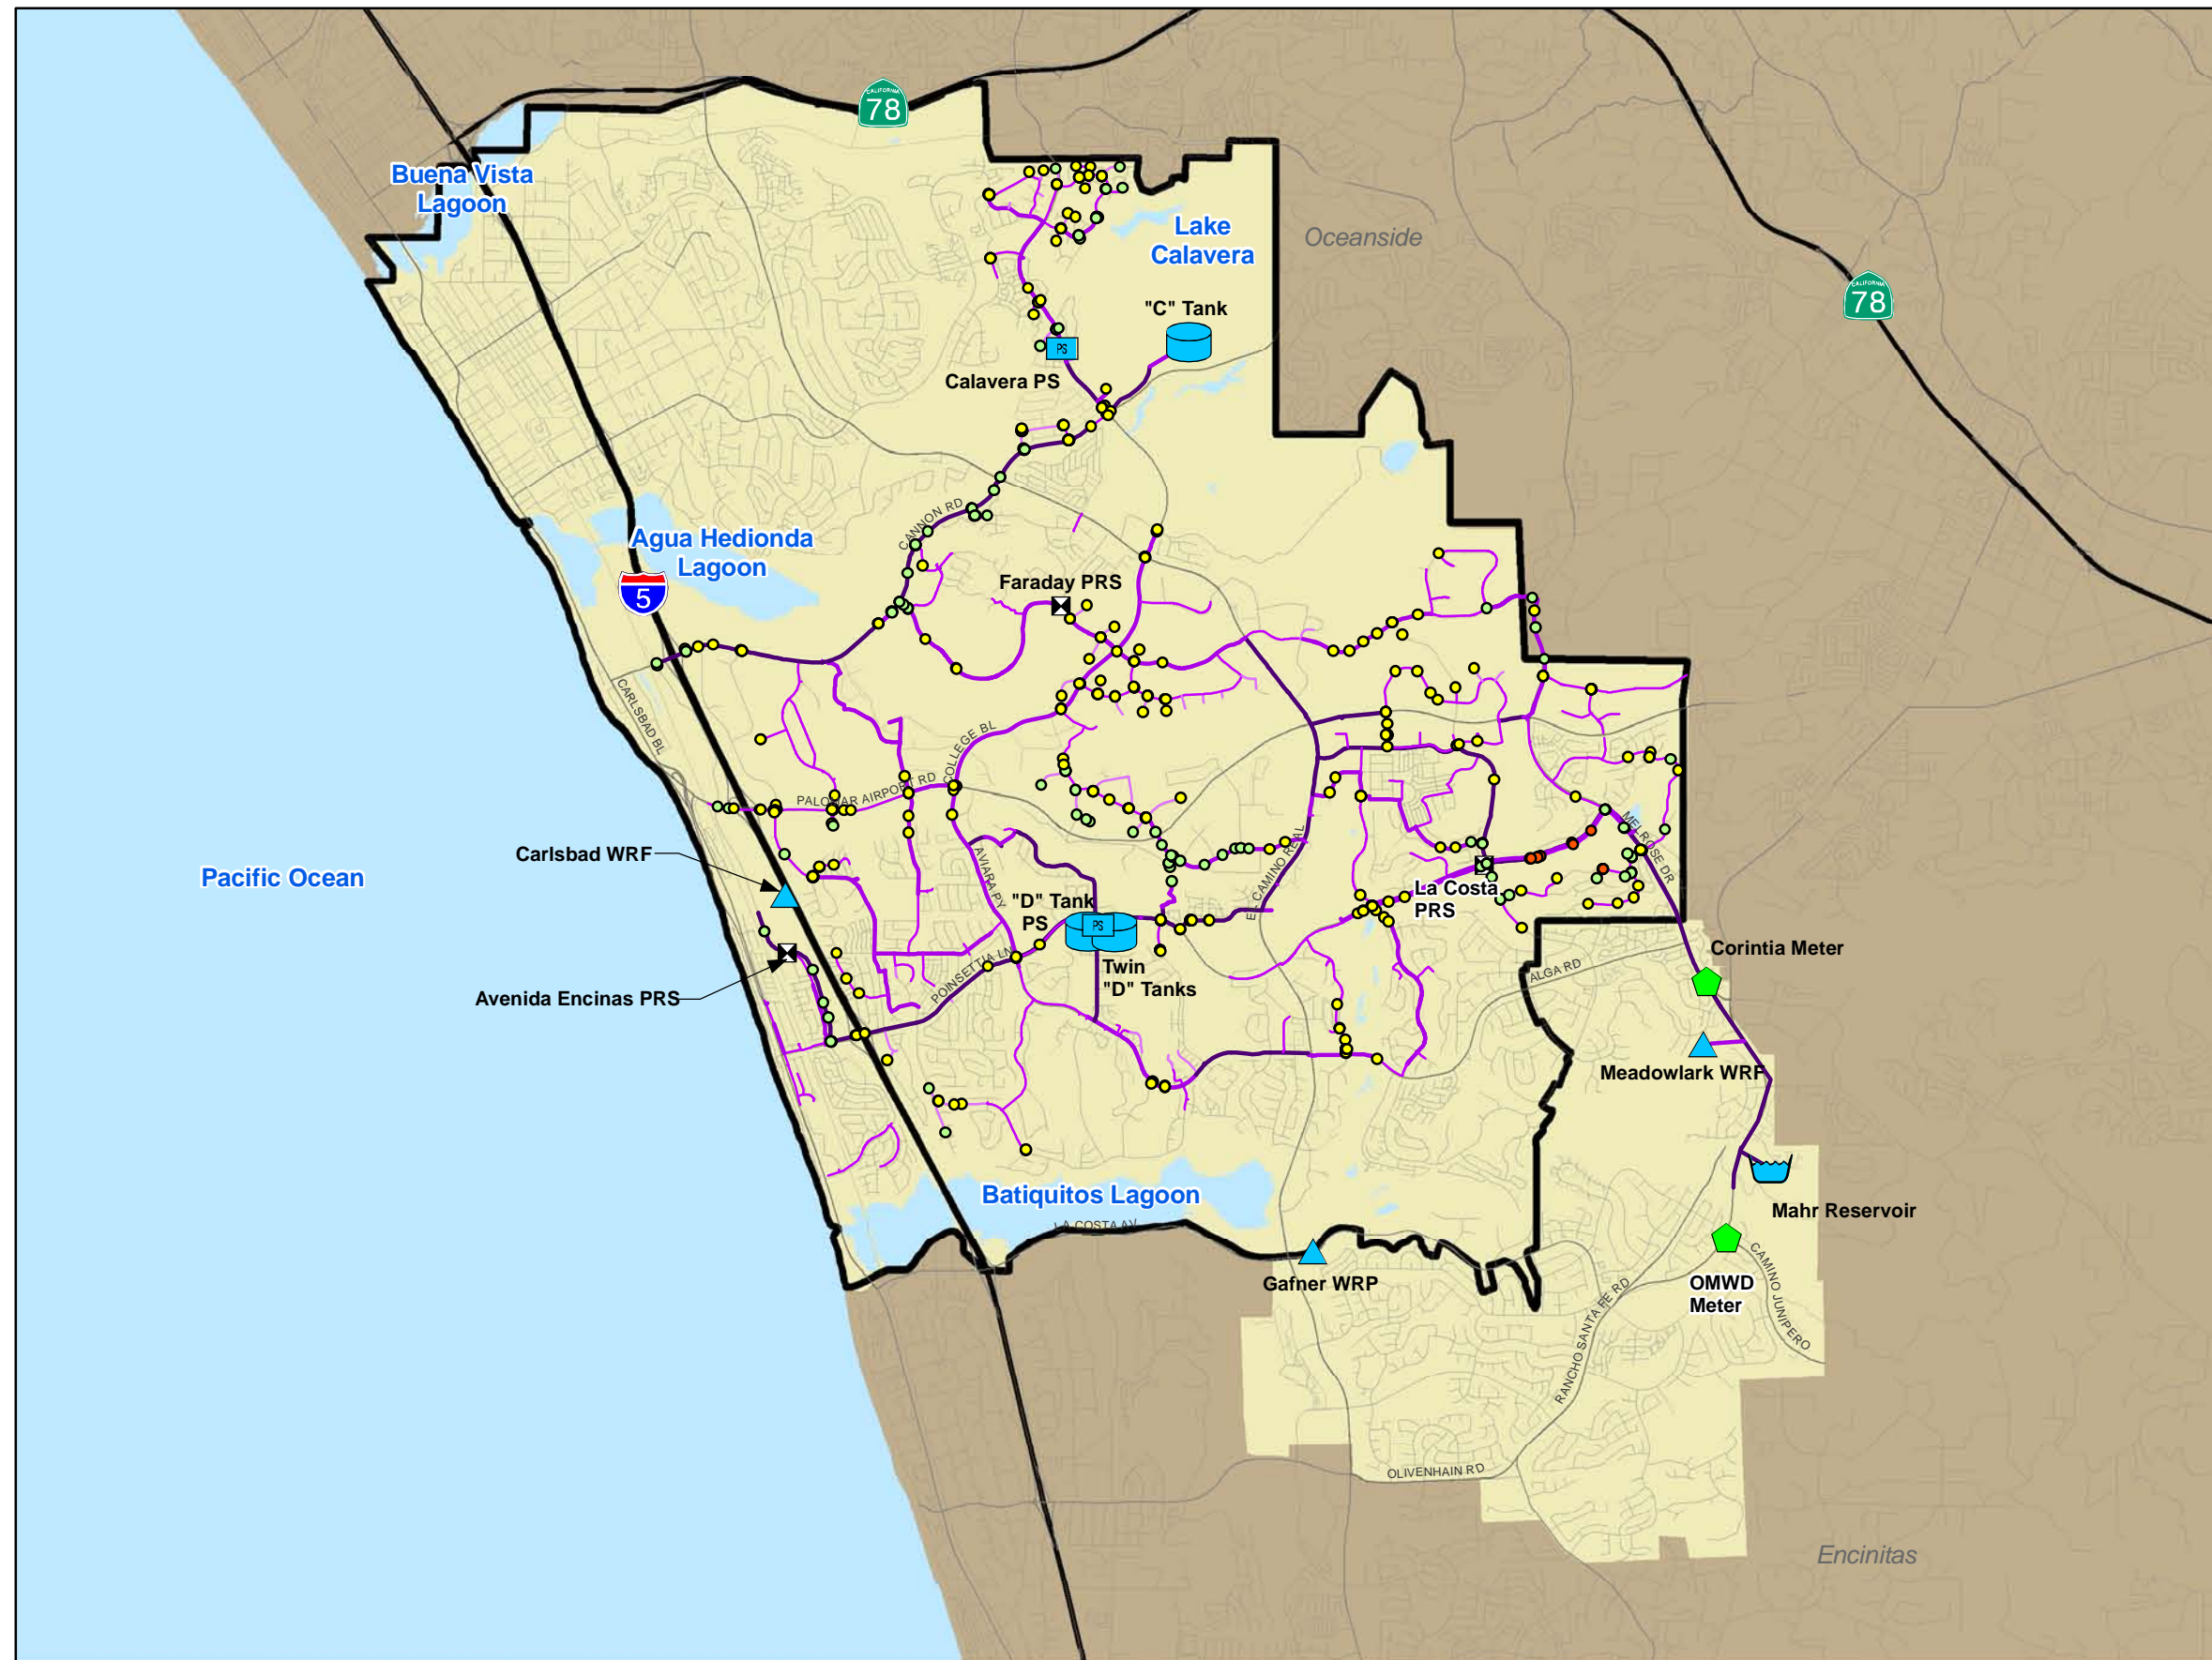 CALIFORNIA
78
Buena Vista
Lagoon
Lake
Calavera
Oceanside
CALIFORNIA
78
"C" Tank
PS
Calavera PS
CANNON RD
Agua Hedionda
Lagoon
5
Faraday PRS
CARLSBAD BL
COLLEGE BL
PALOMAR AIRPORT RD
MELROSE DR
Carlsbad WRF
Pacific Ocean
AVIARA PY
EL CAMINO REAL
"D" Tank
PS
PS
La Costa
PRS
Corintia Meter
POINSETTIA LN
Twin
"D" Tanks
ALGA RD
Avenida Encinas PRS
Meadowlark WRF
Batiquitos Lagoon
Mahr Reservoir
LA COSTA AV
Gafner WRP
OMWD
Meter
CAMINO JUNIPERO
RANCHO SANTA FE RD
OLIVENHAIN RD
Encinitas